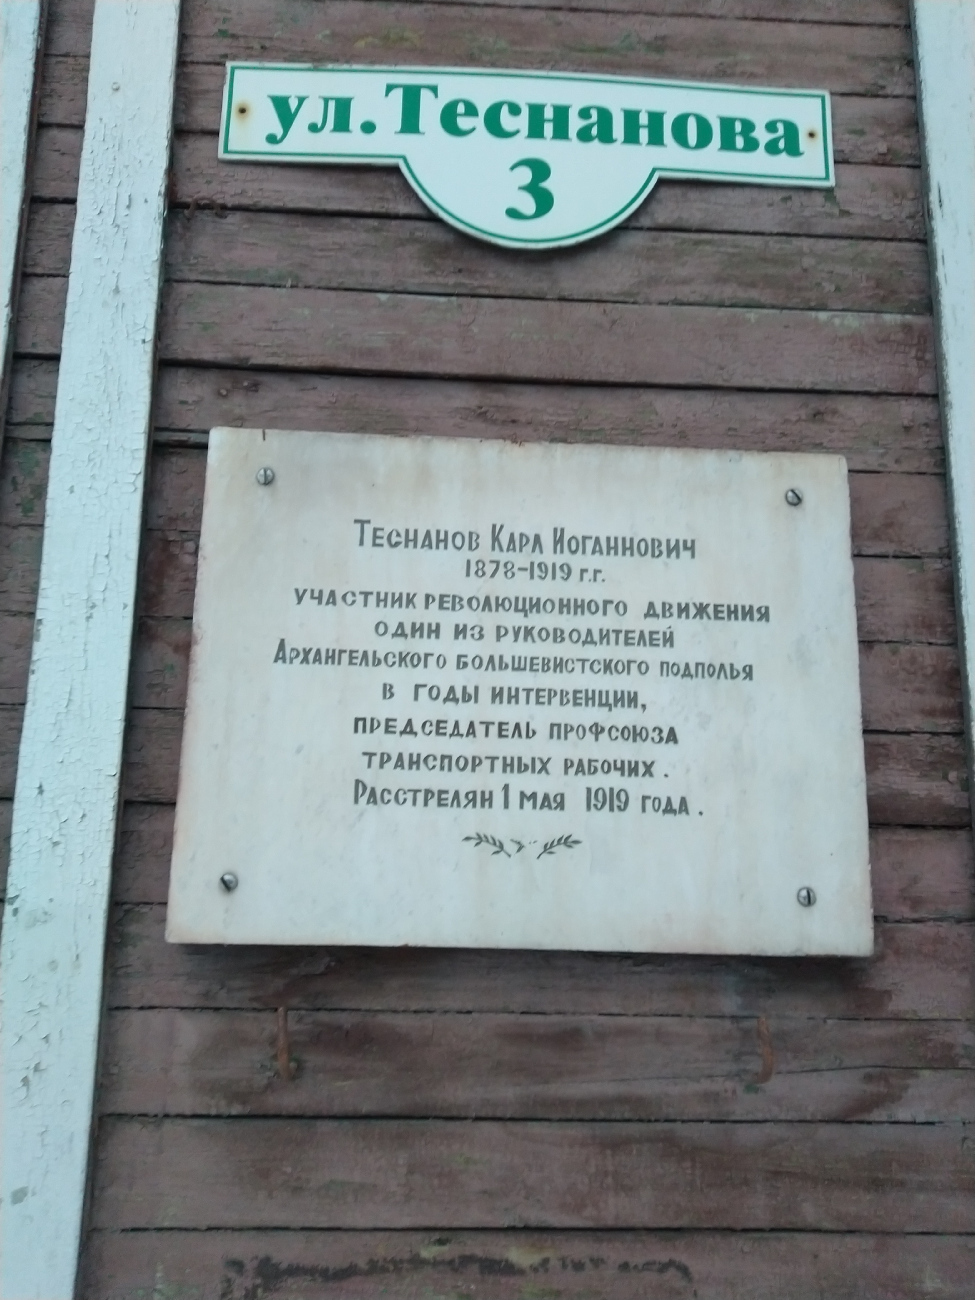 ул.Теснанова
3
Теснанов Карл Иоганнович
1878-1919 г.г.
участник революционного движения
один из руководителей
Архангельского большевистского подполья
в годы интервенции,
председатель профсоюза
транспортных рабочих.
Расстрелян 1 мая 1919 года.